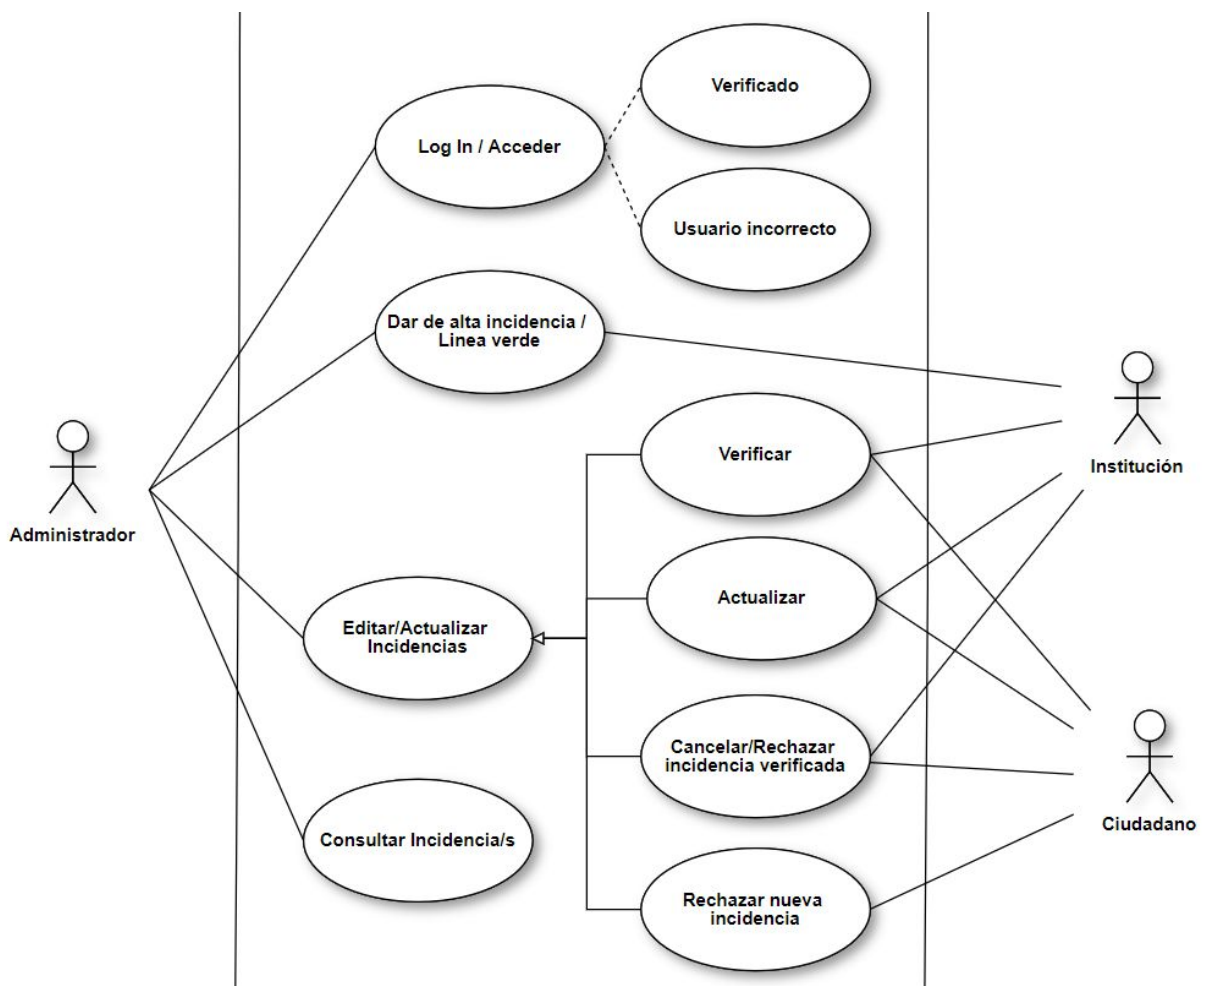 Verificado
Log In / Acceder
Usuario incorrecto
Dar de alta incidencia /
Linea verde
Verificar
Institución
Administrador
Actualizar
Editar/Actualizar
Incidencias
Cancelar/Rechazar
incidencia verificada
Ciudadano
Consultar Incidencia/s
Rechazar nueva
incidencia